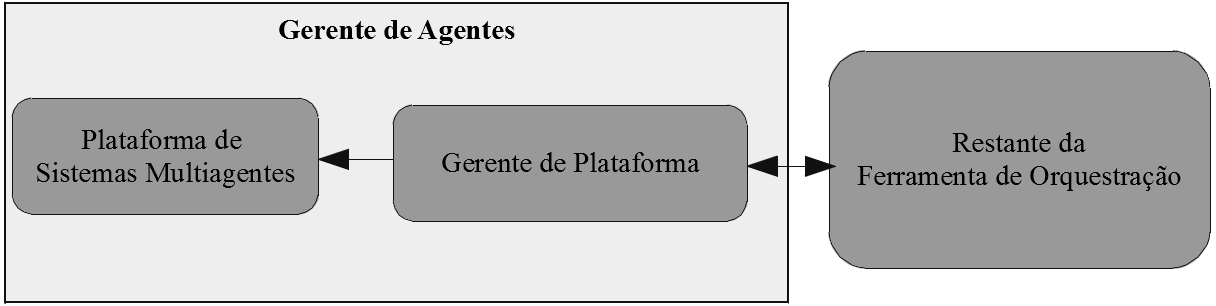 Gerente de Agentes
Plataforma de
Sistemas Multiagentes
Gerente de Plataforma
Restante da
Ferramenta de Orquestração